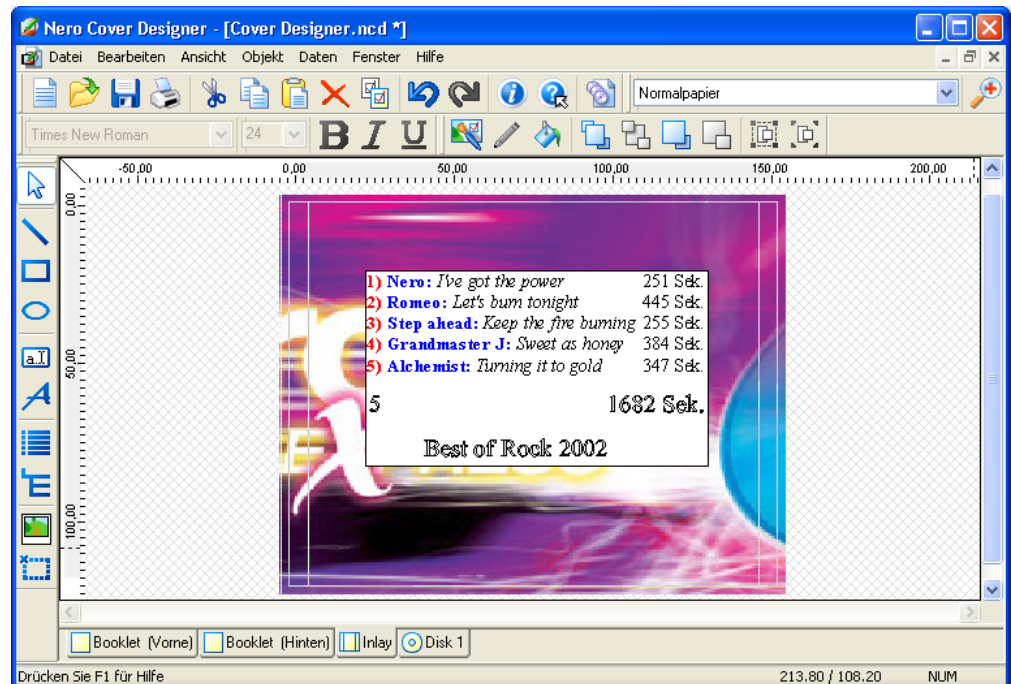 Nero Cover Designer - [Cover Designer.ncd *]
Datei Bearbeiten Ansicht Objekt Daten Fenster Hilfe
Normalpapier
Times New Roman 24 B I U
-50,00 0,00 50,00 100,00 150,00 200,00
0,00
50,00
100,00
a.I
A
1) Nero: I've got the power 251 Sek.
2) Romeo: Let's burn tonight 445 Sek.
3) Step ahead: Keep the fire burning 255 Sek.
4) Grandmaster J: Sweet as honey 384 Sek.
5) Alchemist: Turning it to gold 347 Sek.
5 1682 Sek.
Best of Rock 2002
Booklet (Vorne) Booklet (Hinten) Inlay Disk 1
Drücken Sie F1 für Hilfe 213.80 / 108.20 NUM